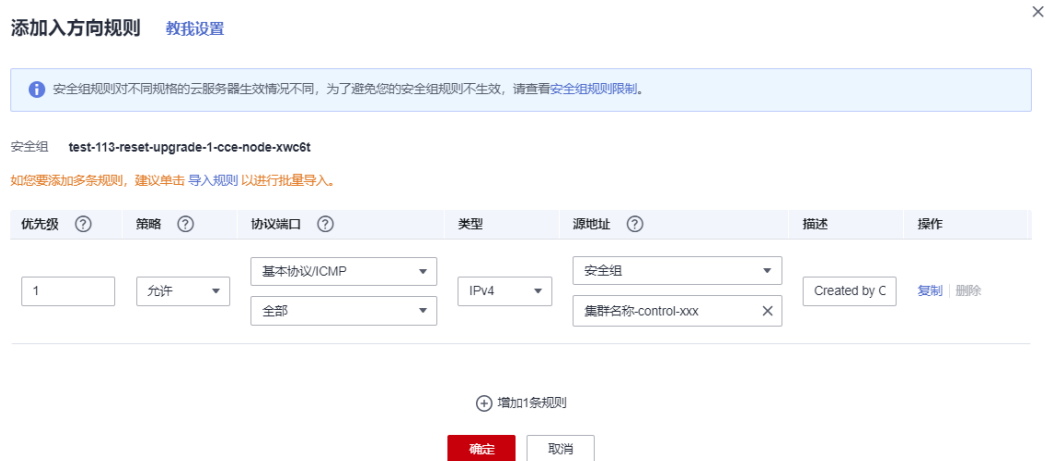 添加入方向规则 教我设置
安全组规则对不同规格的云服务器生效情况不同，为了避免您的安全组规则不生效，请查看安全组规则限制。
安全组 test-113-reset-upgrade-1-cce-node-xwc6t
如您要添加多条规则，建议单击 导入规则 以进行批量导入。
优先级 策略 协议端口 类型 源地址 描述 操作
基本协议/ICMP 安全组
1 允许 IPv4 Created by C 复制 删除
全部 集群名称-control-xxx
增加1条规则
确定 取消